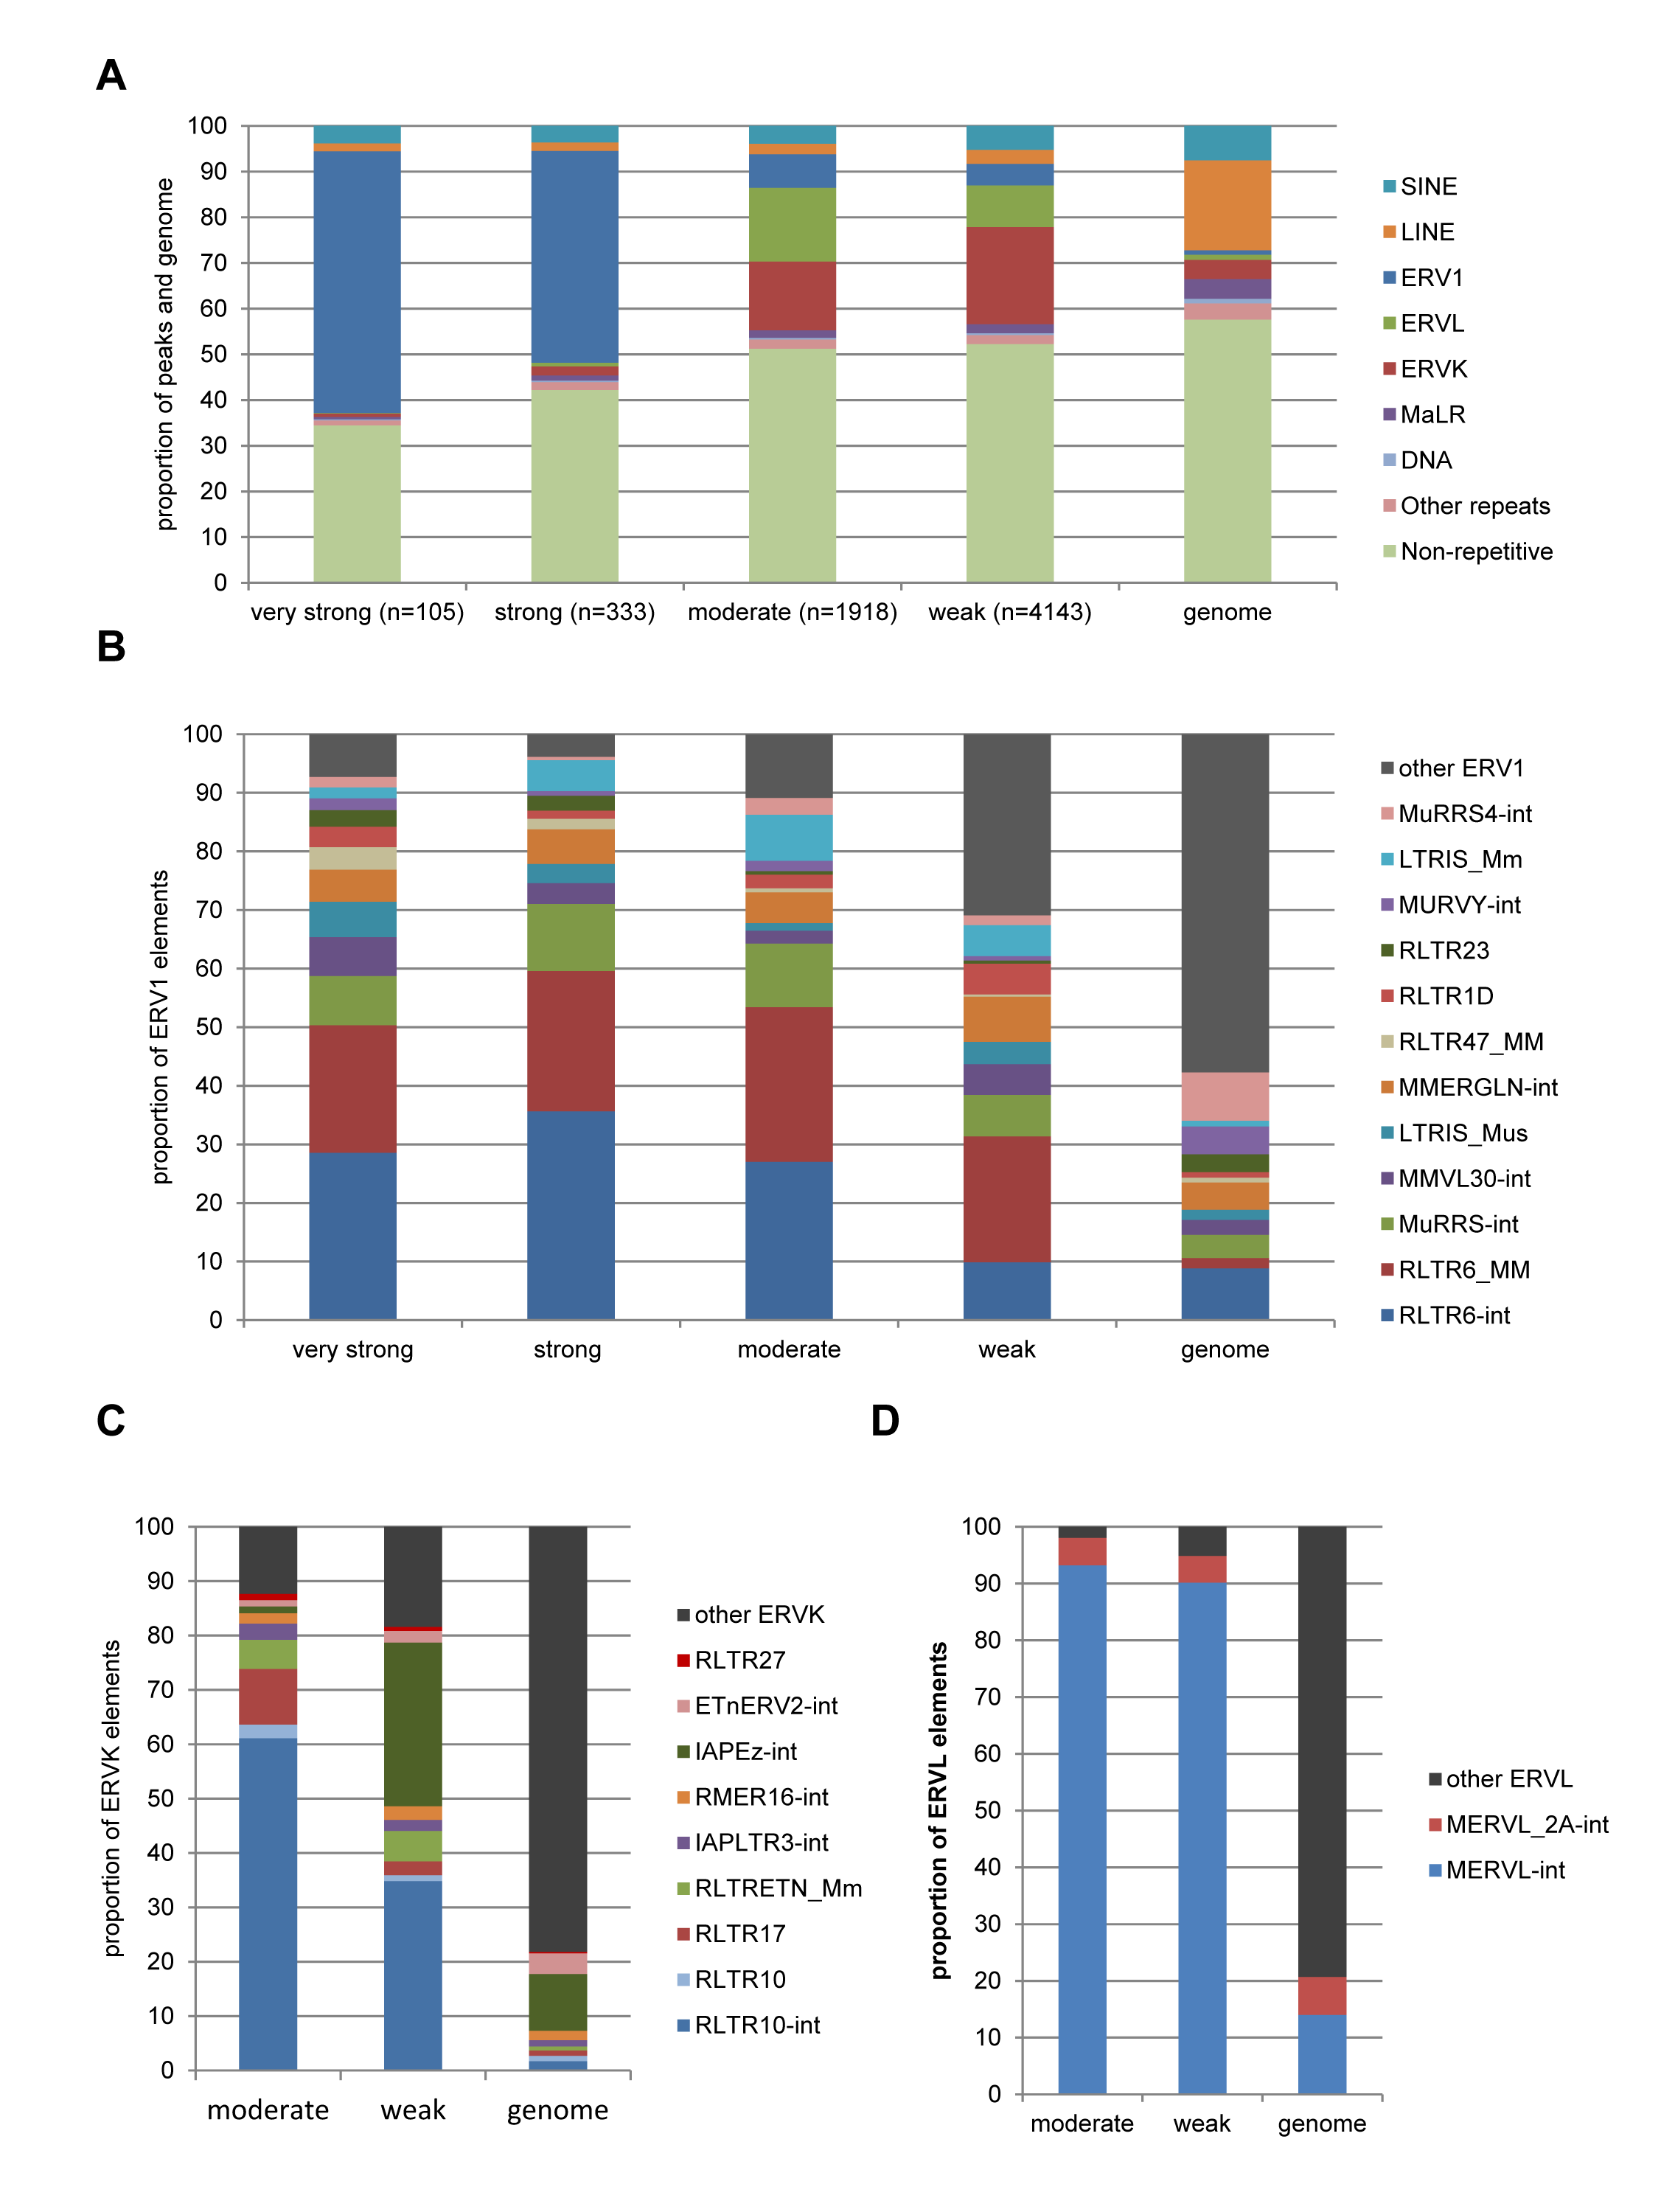 A
proportion of peaks and genome
100
90
80
70
60
50
40
30
20
10
0
very strong (n=105)
strong (n=333)
moderate (n=1918)
weak (n=4143)
genome
SINE
LINE
ERV1
ERVL
ERVK
MaLR
DNA
Other repeats
Non-repetitive
B
proportion of ERV1 elements
100
90
80
70
60
50
40
30
20
10
0
very strong
strong
moderate
weak
genome
other ERV1
MuRRS4-int
LTRIS_Mm
MURVY-int
RLTR23
RLTR1D
RLTR47_MM
MMERGLN-int
LTRIS_Mus
MMVL30-int
MuRRS-int
RLTR6_MM
RLTR6-int
C
proportion of ERVK elements
100
90
80
70
60
50
40
30
20
10
0
moderate
weak
genome
other ERVK
RLTR27
ETnERV2-int
IAPEz-int
RMER16-int
IAPLTR3-int
RLTRETN_Mm
RLTR17
RLTR10
RLTR10-int
D
proportion of ERVL elements
100
90
80
70
60
50
40
30
20
10
0
moderate
weak
genome
other ERVL
MERVL_2A-int
MERVL-int